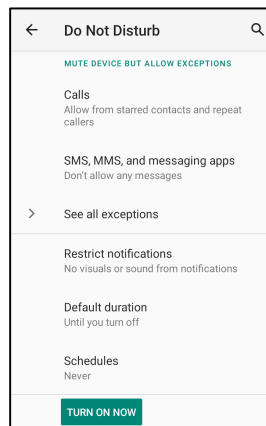 Do Not Disturb
MUTE DEVICE BUT ALLOW EXCEPTIONS
Calls
Allow from starred contacts and repeat
callers
SMS, MMS, and messaging apps
Don't allow any messages
See all exceptions
Restrict notifications
No visuals or sound from notifications
Default duration
Until you turn off
Schedules
Never
TURN ON NOW